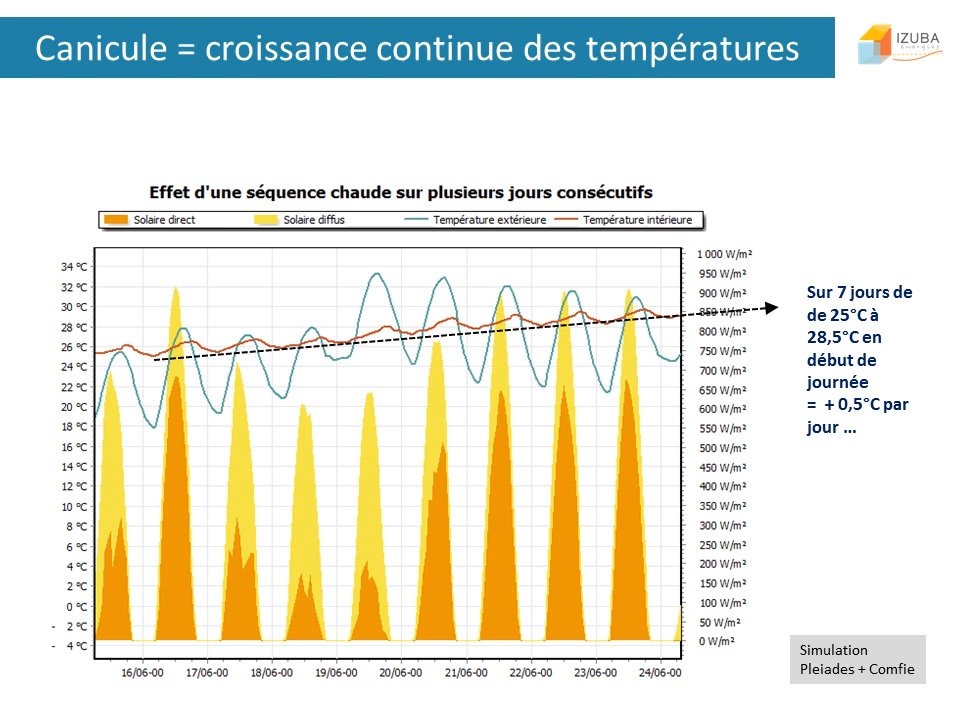 Canicule = croissance continue des températures
IZUBA
énergies
Effet d'une séquence chaude sur plusieurs jours consécutifs
Solaire direct Solaire diffus Température extérieure Température intérieure
34 °C
32 °C
30 °C
28 °C
26 °C
24 °C
22 °C
20 °C
18 °C
16 °C
14 °C
12 °C
10 °C
8 °C
6 °C
4 °C
2 °C
0 °C
- 2 °C
- 4 °C
1 000 W/m²
950 W/m²
900 W/m²
850 W/m²
800 W/m²
750 W/m²
700 W/m²
650 W/m²
600 W/m²
550 W/m²
500 W/m²
450 W/m²
400 W/m²
350 W/m²
300 W/m²
250 W/m²
200 W/m²
150 W/m²
100 W/m²
50 W/m²
0 W/m²
16/06-00 17/06-00 18/06-00 19/06-00 20/06-00 21/06-00 22/06-00 23/06-00 24/06-00
Sur 7 jours de
de 25°C à
28,5°C en
début de
journée
= + 0,5°C par
jour ...
Simulation
Pleiades + Comfie